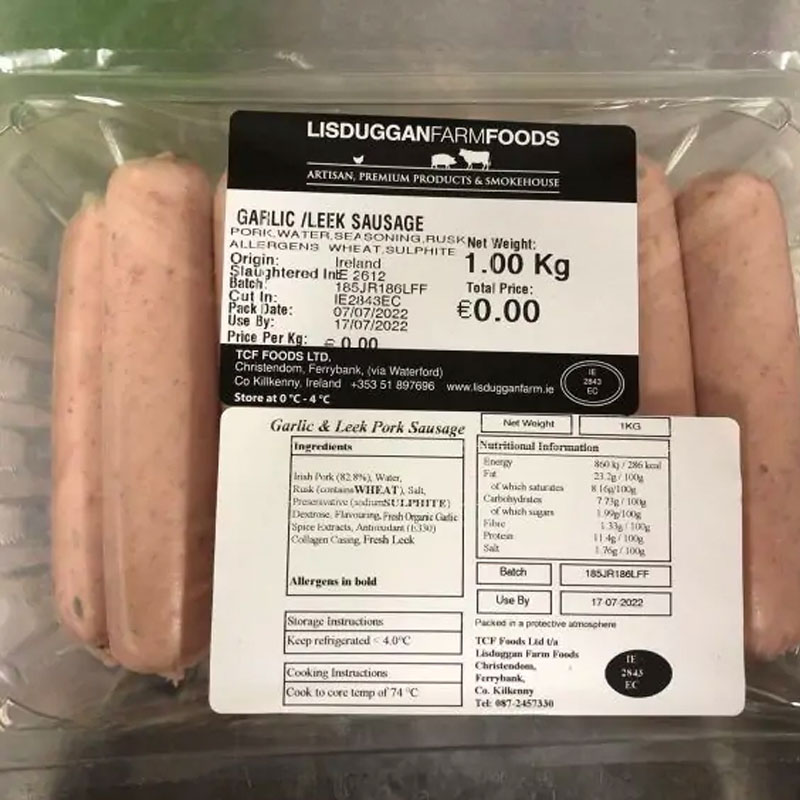 LISDUGGANFARMFOODS
ARTISAN, PREMIUM PRODUCTS & SMOKEHOUSE
GARLIC /LEEK SAUSAGE
PORK,WATER,SEASONING,RUSK
ALLERGENS WHEAT,SULPHITE
Origin: Ireland
Slaughtered In: IE 2612
Batch: 185JR186LFF
Cut In: IE2843EC
Pack Date: 07/07/2022
Use By: 17/07/2022
Price Per Kg: €0.00
Net Weight:
1.00 Kg
Total Price:
€0.00
TCF FOODS LTD,
Christendom, Ferrybank, (via Waterford)
Co Killkenny, Ireland +353 51 897696 www.lisdugganfarm.ie
Store at 0 °C - 4 °C
IE
2843
EC
Garlic & Leek Pork Sausage
Ingredients
Irish Pork (82.8%), Water,
Rusk (contains WHEAT), Salt,
Preservative (sodiumSULPHITE)
Dextrose, Flavouring, Fresh Organic Garlic
Spice Extracts, Antioxidant (E330)
Collagen Casing, Fresh Leek
Allergens in bold
Storage Instructions
Keep refrigerated < 4.0°C
Cooking Instructions
Cook to core temp of 74 °C
Net Weight 1KG
Nutritional Information
Energy 860 kj / 286 kcal
Fat 23.2g / 100g
of which saturates 8.16g/100g
Carbohydrates 7.73g / 100g
of which sugars 1.99g/100g
Fibre 1.33g / 100g
Protein 11.4g / 100g
Salt 1.76g / 100g
Batch 185JR186LFF
Use By 17-07-2022
Packed in a protective atmosphere
TCF Foods Ltd t/a
Lisduggan Farm Foods
Christendom,
Ferrybank,
Co. Kilkenny
Tel: 087-2457330
IE
2843
EC